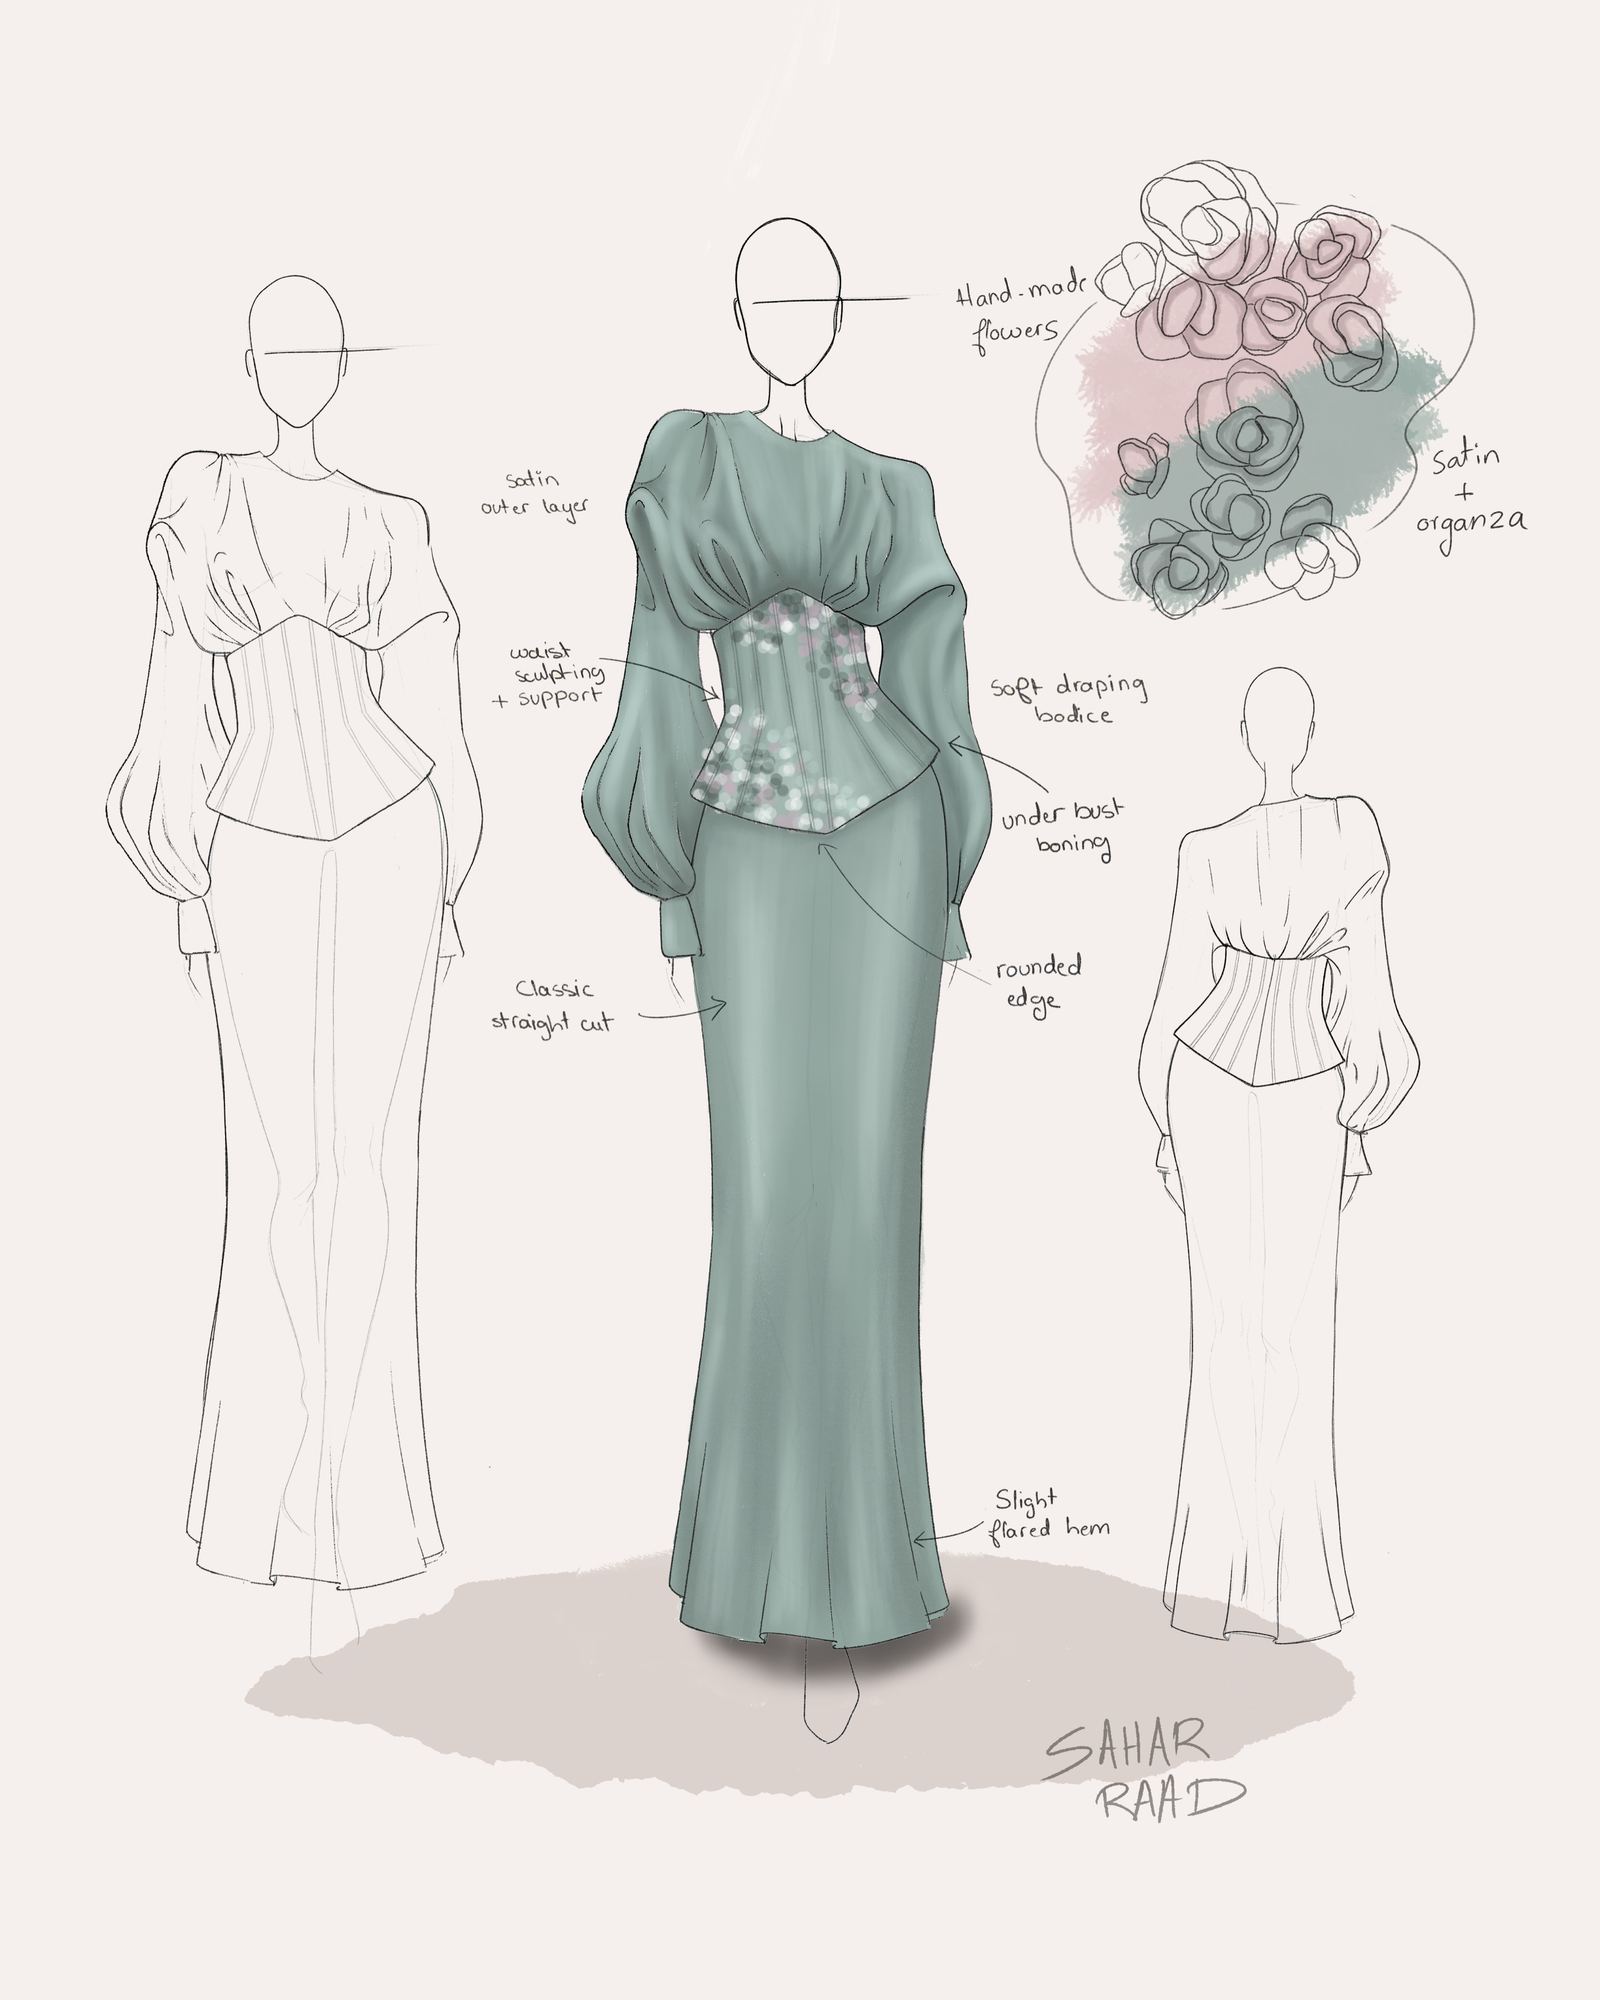 Hand-made
flowers
satin
+
organza
satin
outer layer
waist
sculpting
+ support
Soft draping
bodice
under bust
boning
rounded
edge
Classic
straight cut
Slight
flared hem
SAHAR
RAAD